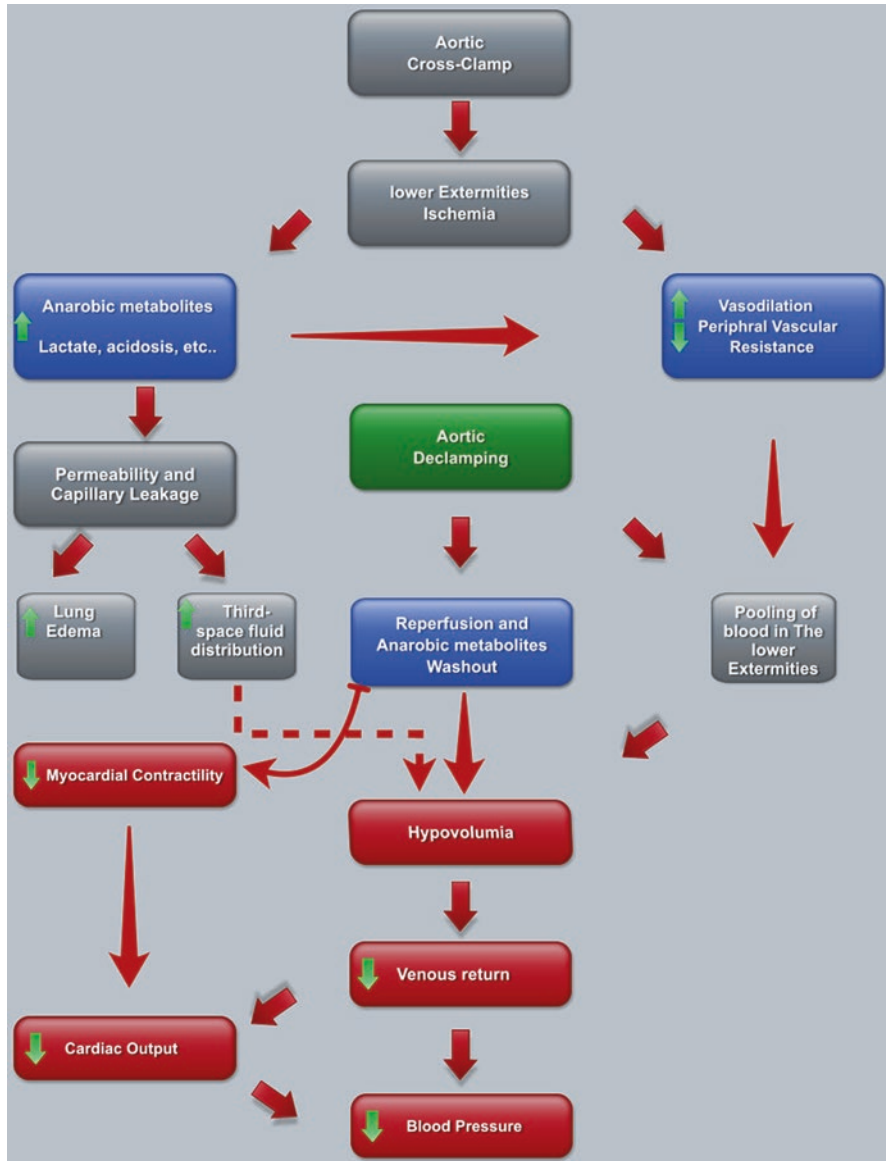 Aortic
Cross-Clamp
lower Extermities
Ischemia
Anarobic metabolites
Lactate, acidosis, etc..
Vasodilation
Periphral Vascular
Resistance
Aortic
Declamping
Permeability and
Capillary Leakage
Lung
Edema
Third-
space fluid
distribution
Reperfusion and
Anarobic metabolites
Washout
Pooling of
blood in The
lower
Extermities
Myocardial Contractility
Hypovolumia
Venous return
Cardiac Output
Blood Pressure